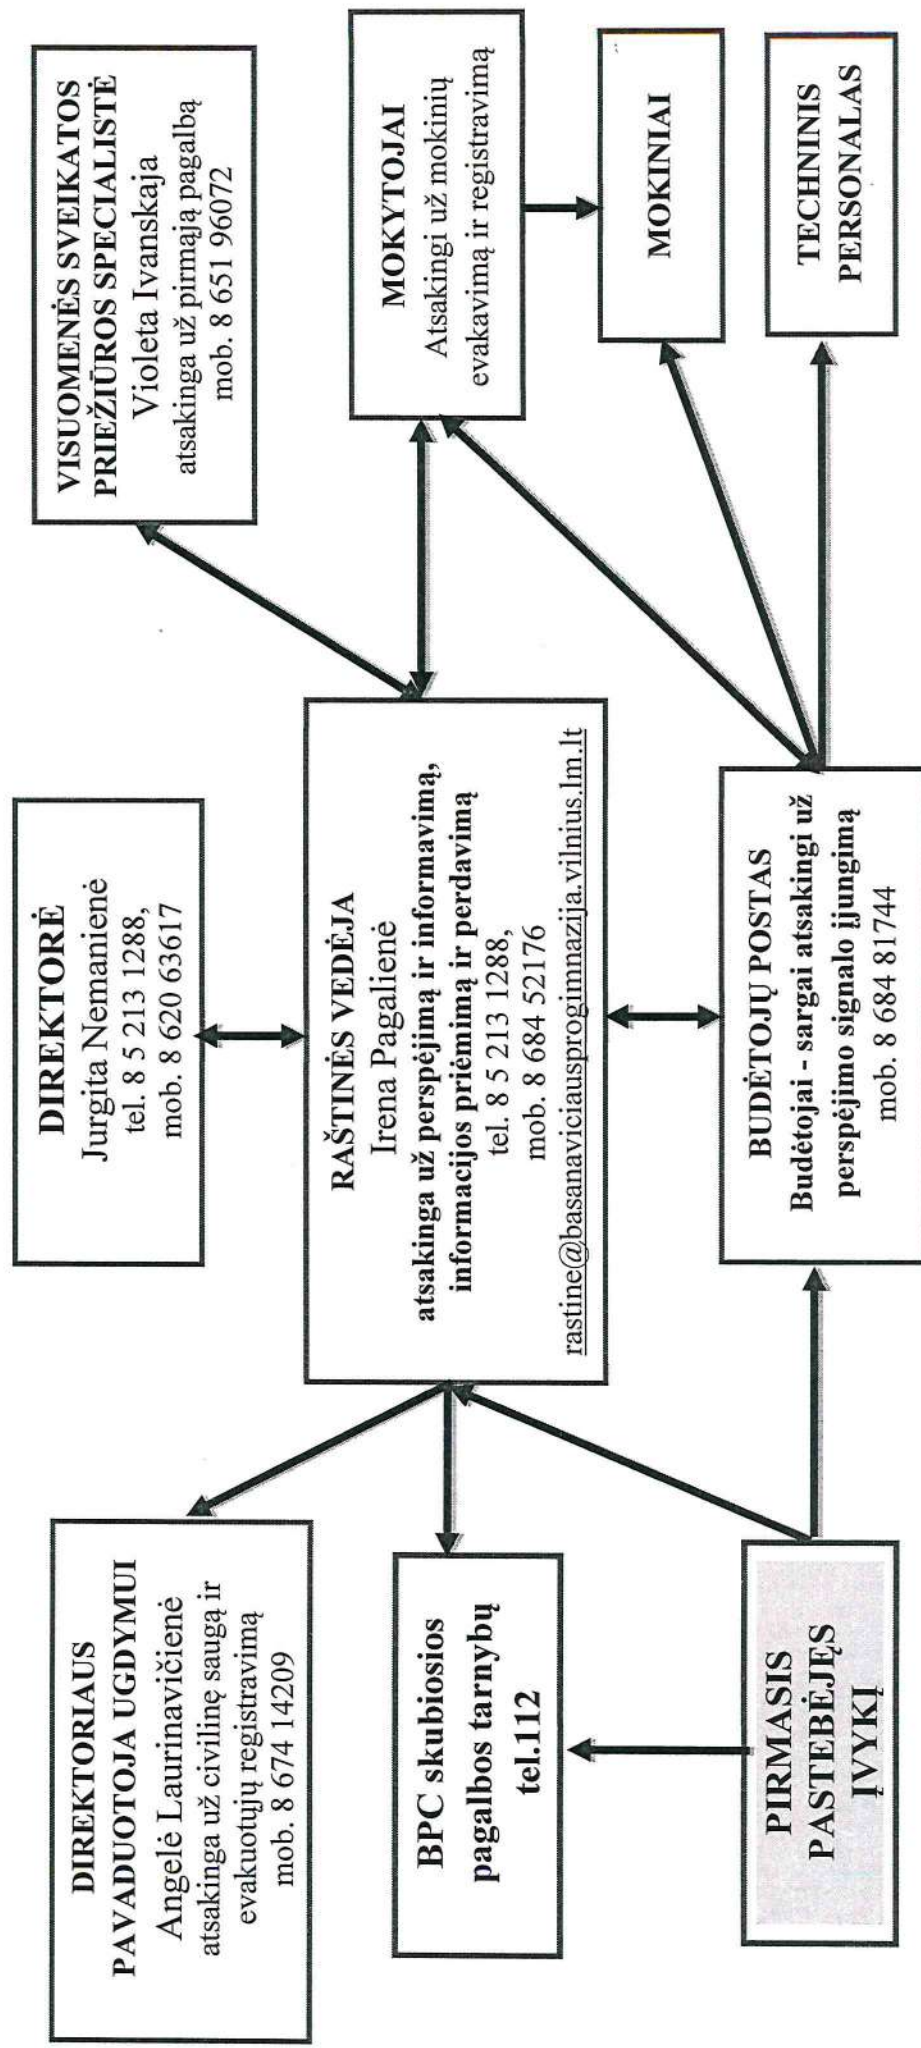 DIREKTORIAUS
PAVADUOTOJA UGDYMUI
Angelė Laurinavičienė
atsakinga už civilinę saugą ir
evakuotųjų registravimą
mob. 8 674 14209
DIREKTORĖ
Jurgita Nemanienė
tel. 8 5 213 1288,
mob. 8 620 63617
VISUOMENĖS SVEIKATOS
PRIEŽIŪROS SPECIALISTĖ
Violeta Ivanskaja
atsakinga už pirmąją pagalbą
mob. 8 651 96072
BPC skubiosios
pagalbos tarnybų
tel.112
RAŠTINĖS VEDĖJA
Irena Pagalienė
atsakinga už perspėjimą ir informavimą,
informacijos priėmimą ir perdavimą
tel. 8 5 213 1288,
mob. 8 684 52176
rastine@basanaviciausprogimnazija.vilnius.lm.lt
MOKYTOJAI
Atsakingi už mokinių
evakavimą ir registravimą
MOKINIAI
PIRMASIS
PASTEBĖJĘS
ĮVYKĮ
BUDĖTOJŲ POSTAS
Budėtojai - sargai atsakingi už
perspėjimo signalo įjungimą
mob. 8 684 81744
TECHNINIS
PERSONALAS